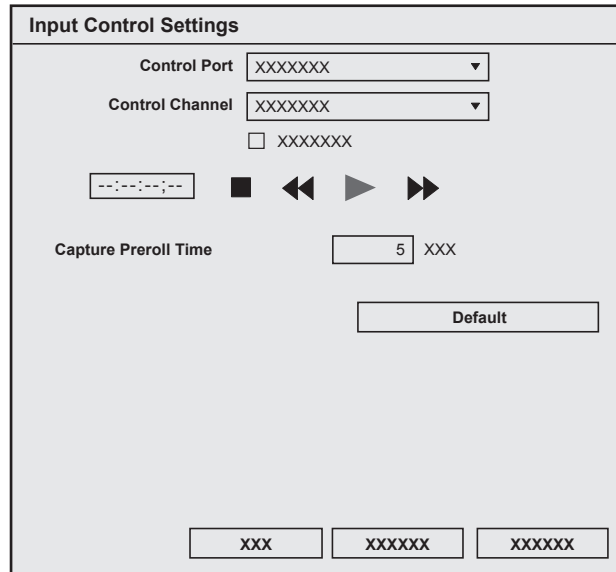 Input Control Settings
Control Port XXXXXXX
Control Channel XXXXXXX
XXXXXXX
--:--:--;--
Capture Preroll Time 5 XXX
Default
XXX XXXXXX XXXXXX